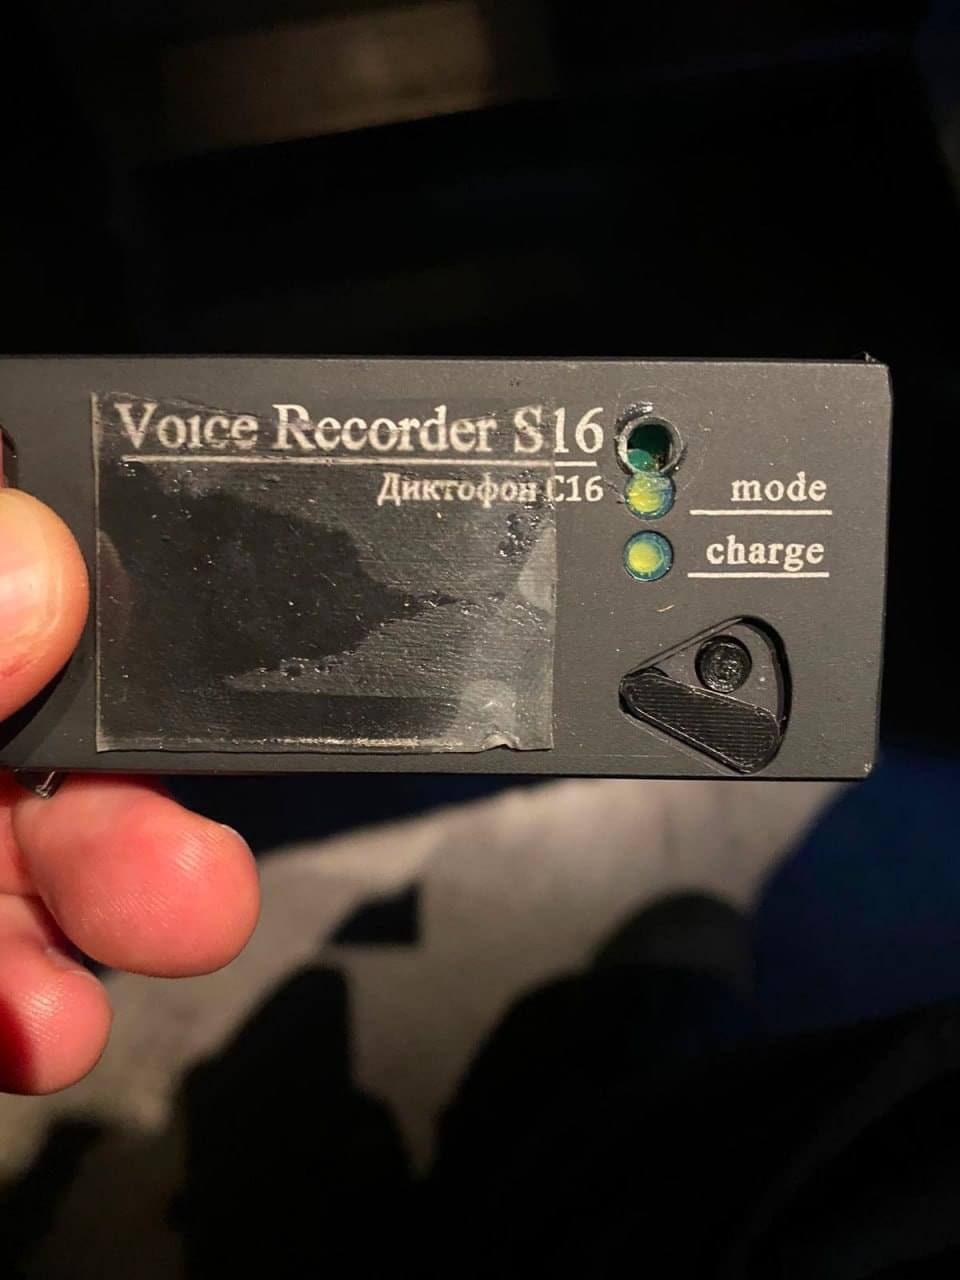 Voice Recorder S16
Диктофон С16
mode
charge